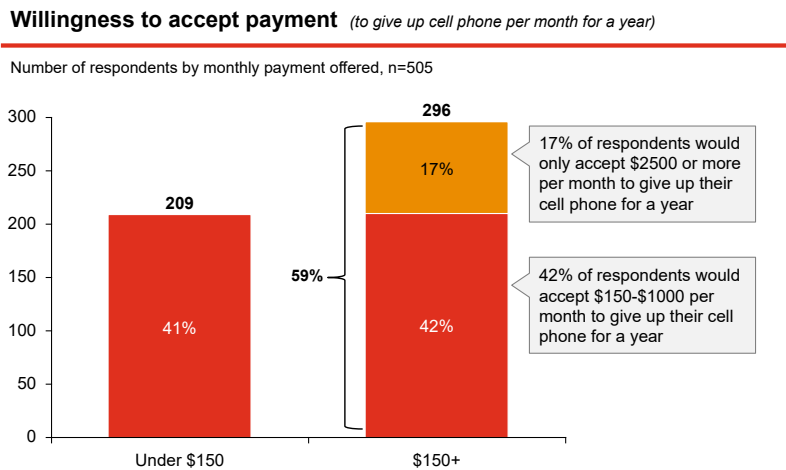 Willingness to accept payment (to give up cell phone per month for a year)
Number of respondents by monthly payment offered, n=505
300
250
200
150
100
50
0
209
41%
Under $150
59%
296
17%
42%
$150+
17% of respondents would
only accept $2500 or more
per month to give up their
cell phone for a year
42% of respondents would
accept $150-$1000 per
month to give up their cell
phone for a year